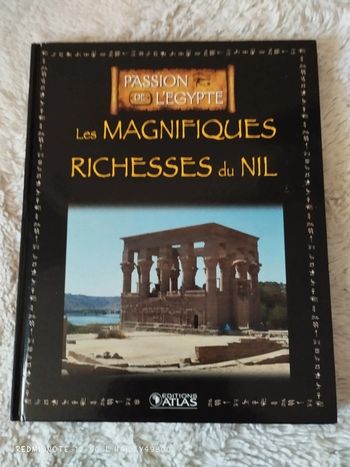 PASSION
DE L'EGYPTE
Les MAGNIFIQUES
RICHESSES du NIL
EDITIONS
ATLAS